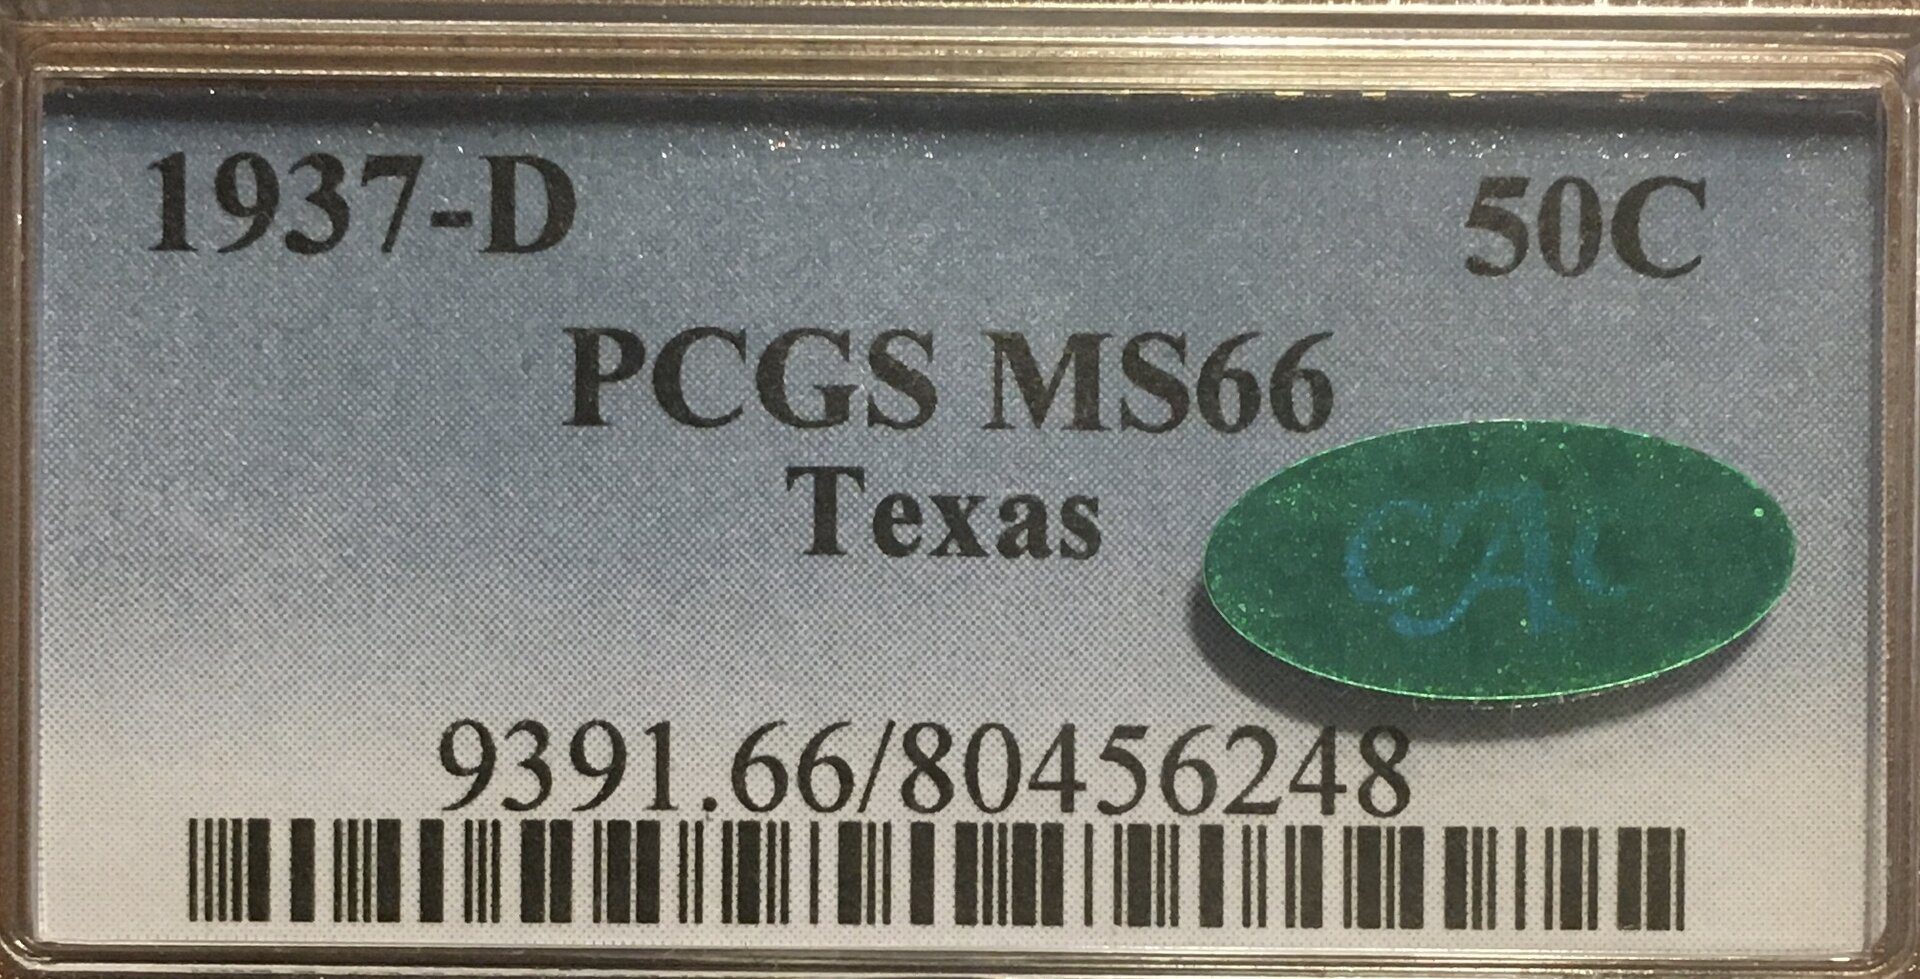 1937-D 50C
PCGS MS66
Texas
CAC
9391.66/80456248